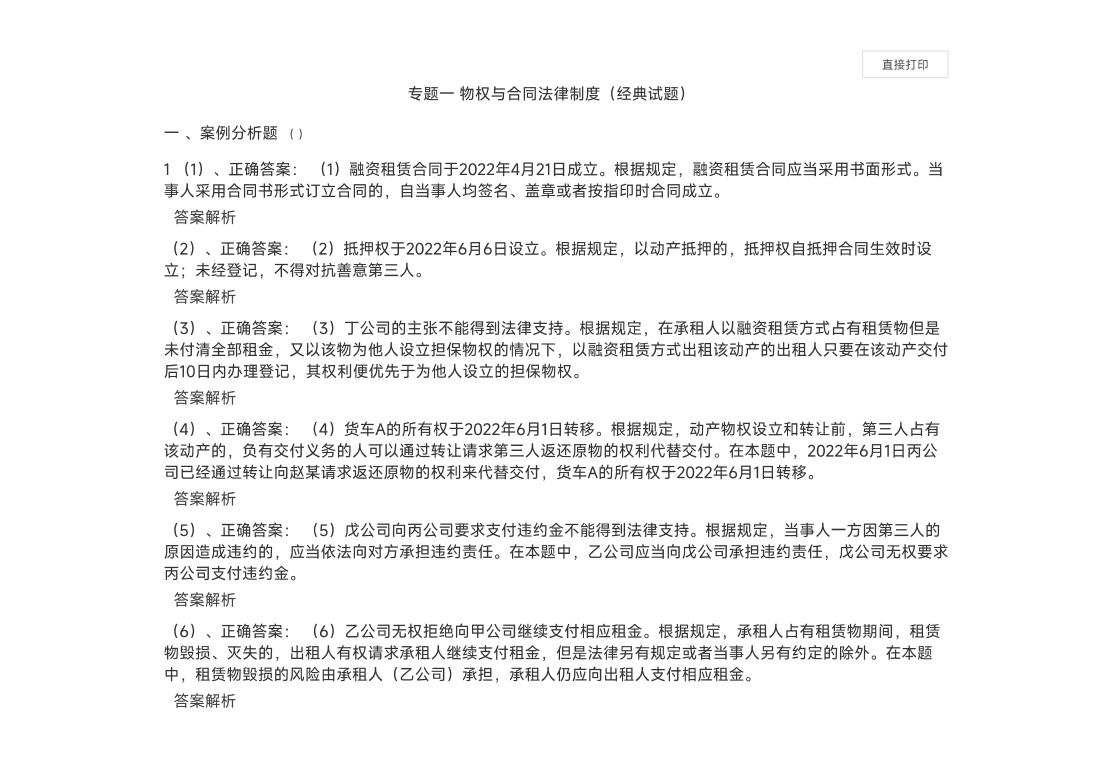 直接打印
专题一 物权与合同法律制度（经典试题）
一 、案例分析题 （ ）
1 （1）、正确答案： （1）融资租赁合同于2022年4月21日成立。根据规定，融资租赁合同应当采用书面形式。当
事人采用合同书形式订立合同的，自当事人均签名、盖章或者按指印时合同成立。
答案解析
（2）、正确答案： （2）抵押权于2022年6月6日设立。根据规定，以动产抵押的，抵押权自抵押合同生效时设
立；未经登记，不得对抗善意第三人。
答案解析
（3）、正确答案： （3）丁公司的主张不能得到法律支持。根据规定，在承租人以融资租赁方式占有租赁物但是
未付清全部租金，又以该物为他人设立担保物权的情况下，以融资租赁方式出租该动产的出租人只要在该动产交付
后10日内办理登记，其权利便优先于为他人设立的担保物权。
答案解析
（4）、正确答案： （4）货车A的所有权于2022年6月1日转移。根据规定，动产物权设立和转让前，第三人占有
该动产的，负有交付义务的人可以通过转让请求第三人返还原物的权利代替交付。在本题中，2022年6月1日丙公
司已经通过转让向赵某请求返还原物的权利来代替交付，货车A的所有权于2022年6月1日转移。
答案解析
（5）、正确答案： （5）戊公司向丙公司要求支付违约金不能得到法律支持。根据规定，当事人一方因第三人的
原因造成违约的，应当依法向对方承担违约责任。在本题中，乙公司应当向戊公司承担违约责任，戊公司无权要求
丙公司支付违约金。
答案解析
（6）、正确答案： （6）乙公司无权拒绝向甲公司继续支付相应租金。根据规定，承租人占有租赁物期间，租赁
物毁损、灭失的，出租人有权请求承租人继续支付租金，但是法律另有规定或者当事人另有约定的除外。在本题
中，租赁物毁损的风险由承租人（乙公司）承担，承租人仍应向出租人支付相应租金。
答案解析